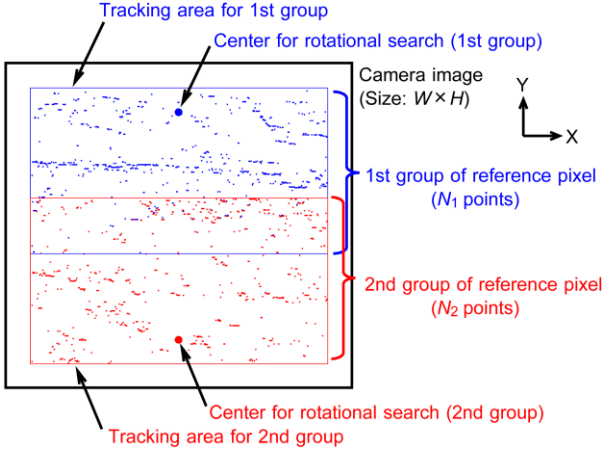 Tracking area for 1st group
Center for rotational search (1st group)
Camera image
(Size: W×H)
Y
X
1st group of reference pixel
(N1 points)
2nd group of reference pixel
(N2 points)
Center for rotational search (2nd group)
Tracking area for 2nd group